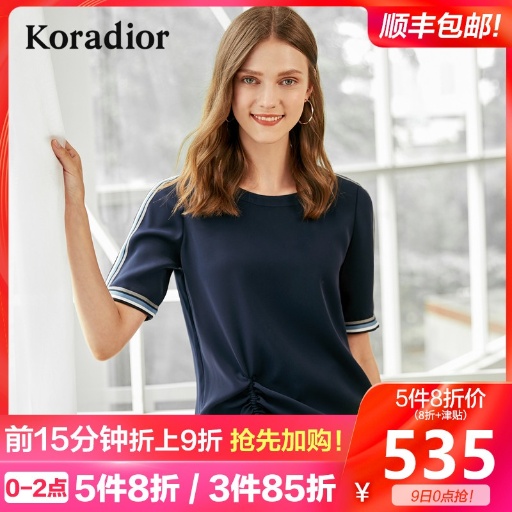 Koradior
顺丰包邮!
5件8折价
(8折+津贴)
¥535
9日0点抢!
前15分钟折上9折 抢先加购!
0-2点 5件8折 / 3件85折